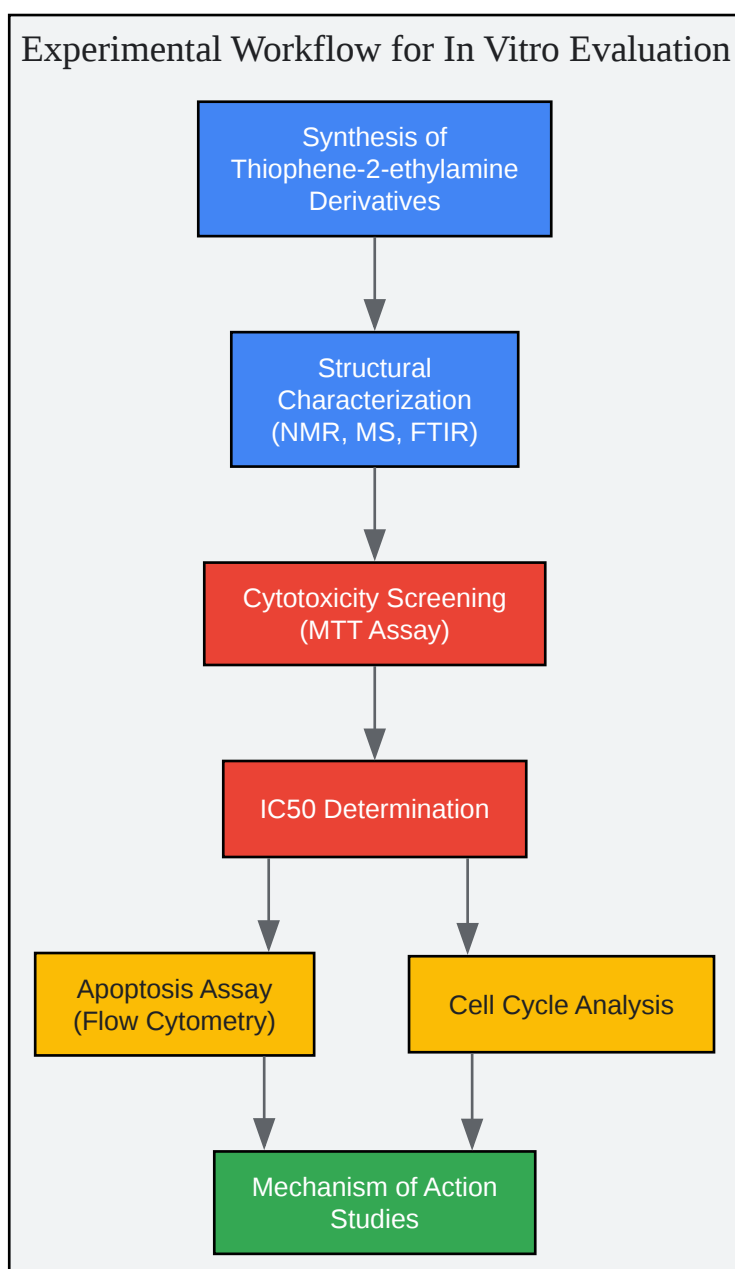 Experimental Workflow for In Vitro Evaluation
Synthesis of
Thiophene-2-ethylamine
Derivatives
Structural
Characterization
(NMR, MS, FTIR)
Cytotoxicity Screening
(MTT Assay)
IC50 Determination
Apoptosis Assay
(Flow Cytometry)
Cell Cycle Analysis
Mechanism of Action
Studies